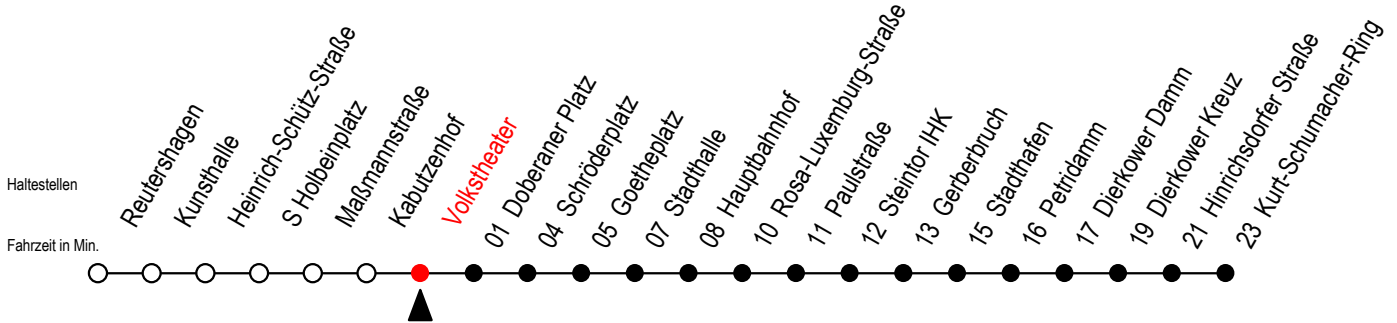 Haltestellen
Fahrzeit in Min.
Reutershagen
Kunsthalle
Heinrich-Schütz-Straße
S Holbeinplatz
Maßmannstraße
Kabutzenhof
Volkstheater
01 Doberaner Platz
04 Schröderplatz
05 Goetheplatz
07 Stadthalle
08 Hauptbahnhof
10 Rosa-Luxemburg-Straße
11 Paulstraße
12 Steintor IHK
13 Gerberbruch
15 Stadthafen
16 Petridamm
17 Dierkower Damm
19 Dierkower Kreuz
21 Hinrichsdorfer Straße
23 Kurt-Schumacher-Ring